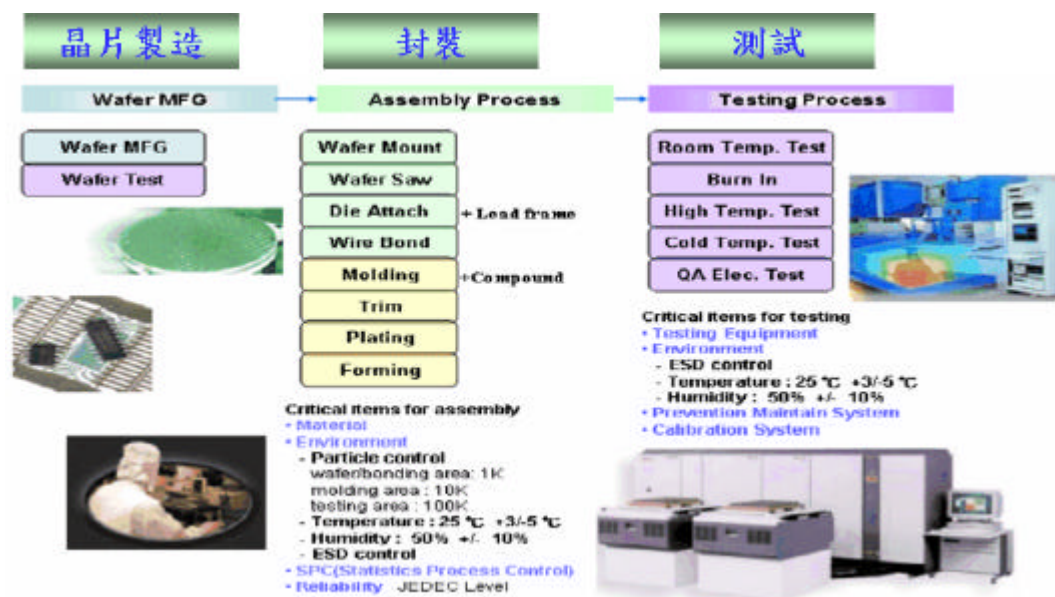 晶片製造
封裝
測試
Wafer MFG
Assembly Process
Testing Process
Wafer MFG
Wafer Test
Wafer Mount
Wafer Saw
Die Attach
+ Lead frame
Wire Bond
Molding
+Compound
Trim
Plating
Forming
Critical items for assembly
• Material
• Environment
- Particle control
wafer/bonding area: 1K
molding area : 10K
testing area : 100K
- Temperature : 25 ℃ +3/-5 ℃
- Humidity : 50% +/- 10%
- ESD control
• SPC(Statistics Process Control)
• Reliability JEDEC Level
Room Temp. Test
Burn In
High Temp. Test
Cold Temp. Test
QA Elec. Test
Critical items for testing
• Testing Equipment
• Environment
- ESD control
- Temperature : 25 ℃ +3/-5 ℃
- Humidity : 50% +/- 10%
• Prevention Maintain System
• Calibration System